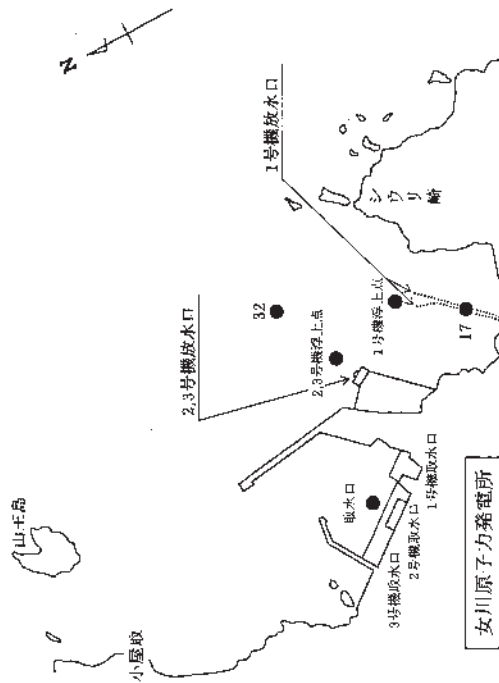 N
1号機放水口
シウリ崎
2,3号機放水口
32
2,3号機浮上点
1号機浮上点
17
山王島
小屋取
取水口
1号機取水口
2号機取水口
3号機取水口
女川原子力発電所